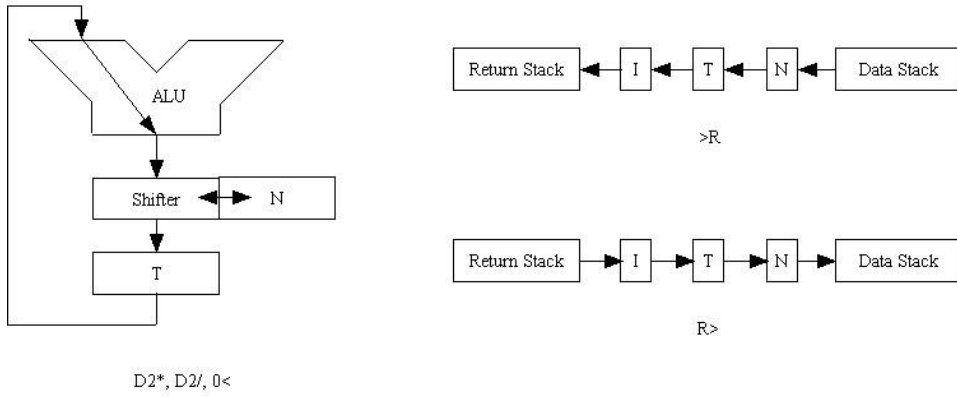 ALU
Shifter N
T
D2*, D2/, 0<
Return Stack I T N Data Stack
>R
Return Stack I T N Data Stack
R>